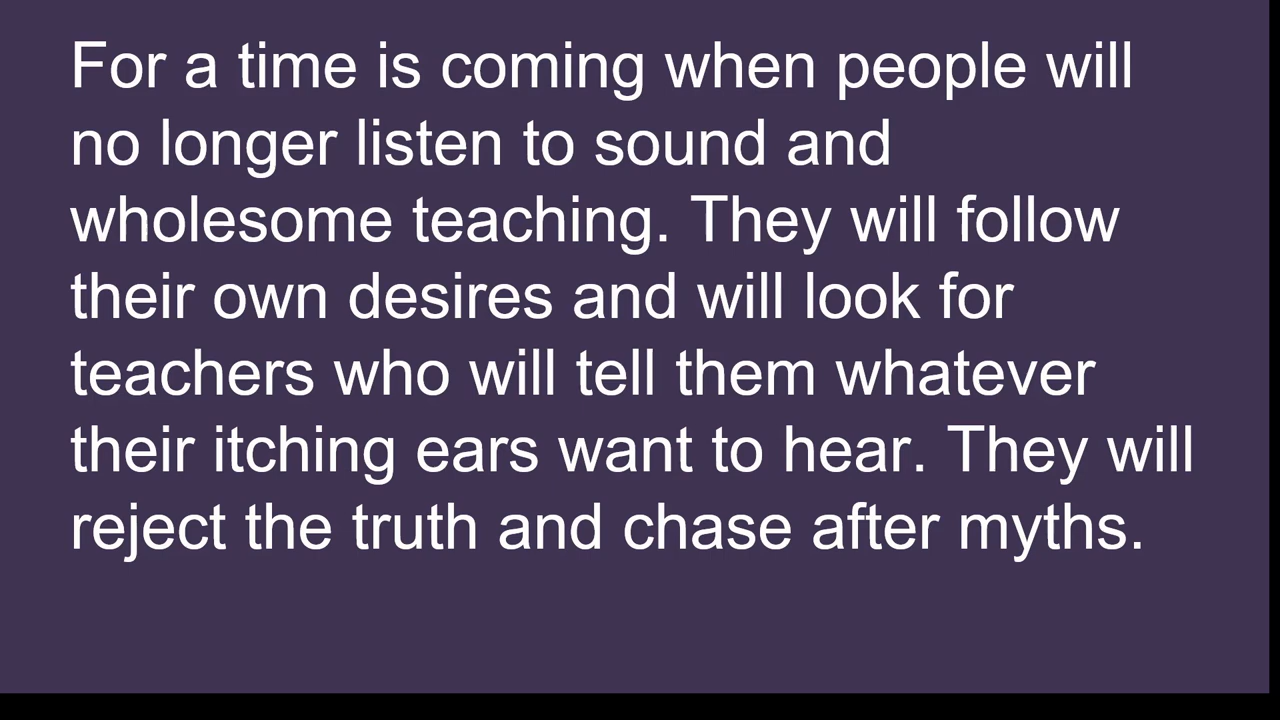 For a time is coming when people will
no longer listen to sound and
wholesome teaching. They will follow
their own desires and will look for
teachers who will tell them whatever
their itching ears want to hear. They will
reject the truth and chase after myths.